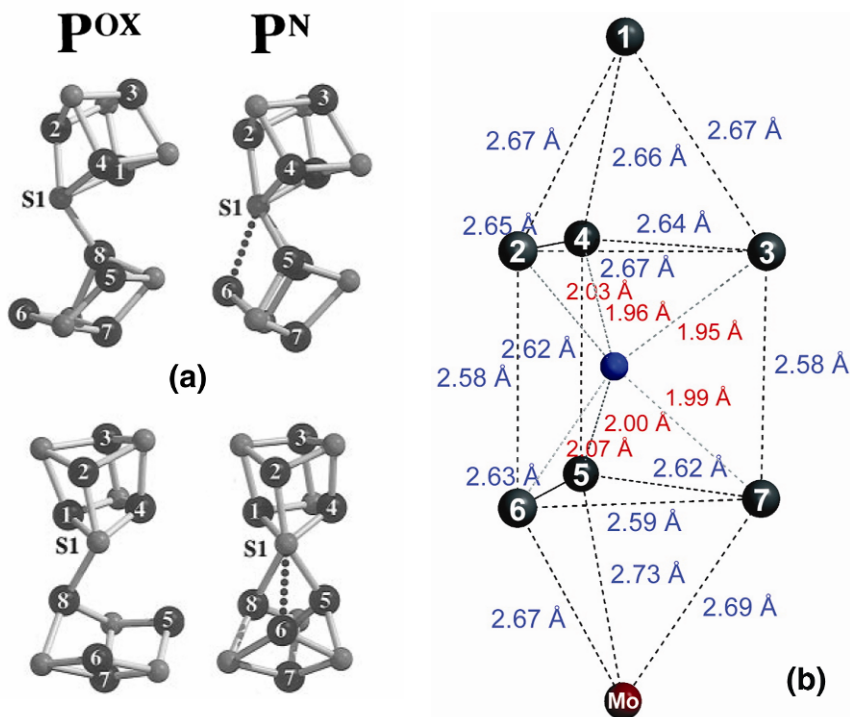 P^OX P^N
3
2
4
1
S1
8
5
6
7
3
2
4
S1
5
6
7
(a)
3
2
1
4
S1
8
5
6
7
3
2
1
4
S1
8
5
6
7
1
2.67 Å
2.66 Å
2.67 Å
2.65 Å
2.64 Å
2
4
3
2.67 Å
2.03 Å
1.96 Å
1.95 Å
2.62 Å
2.58 Å
2.58 Å
1.99 Å
2.00 Å
2.07 Å
2.63 Å
5
2.62 Å
6
7
2.59 Å
2.73 Å
2.67 Å
2.69 Å
Mo
(b)